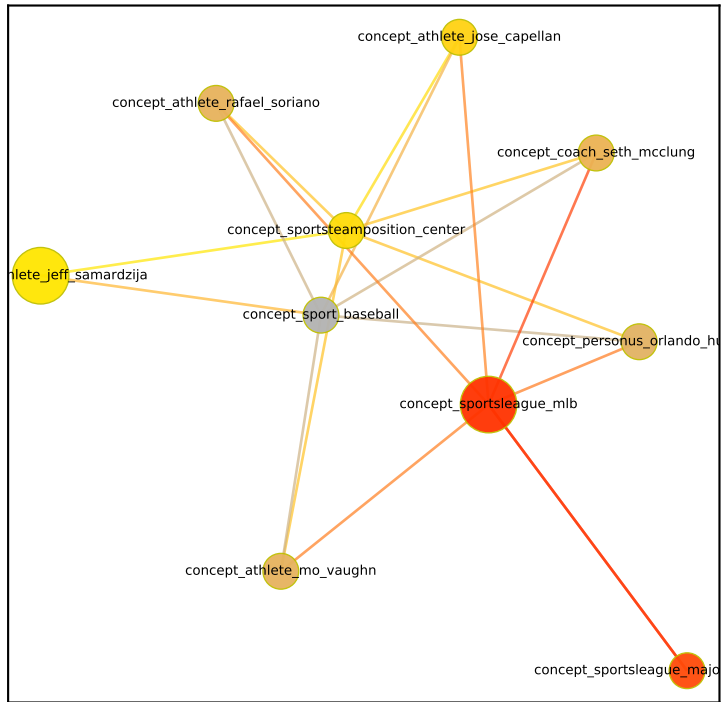 concept_athlete_jose_capellan
concept_athlete_rafael_soriano
concept_coach_seth_mcclung
concept_sportsteamposition_center
hlete_jeff_samardzija
concept_sport_baseball
concept_personus_orlando_hu
concept_sportsleague_mlb
concept_athlete_mo_vaughn
concept_sportsleague_majo